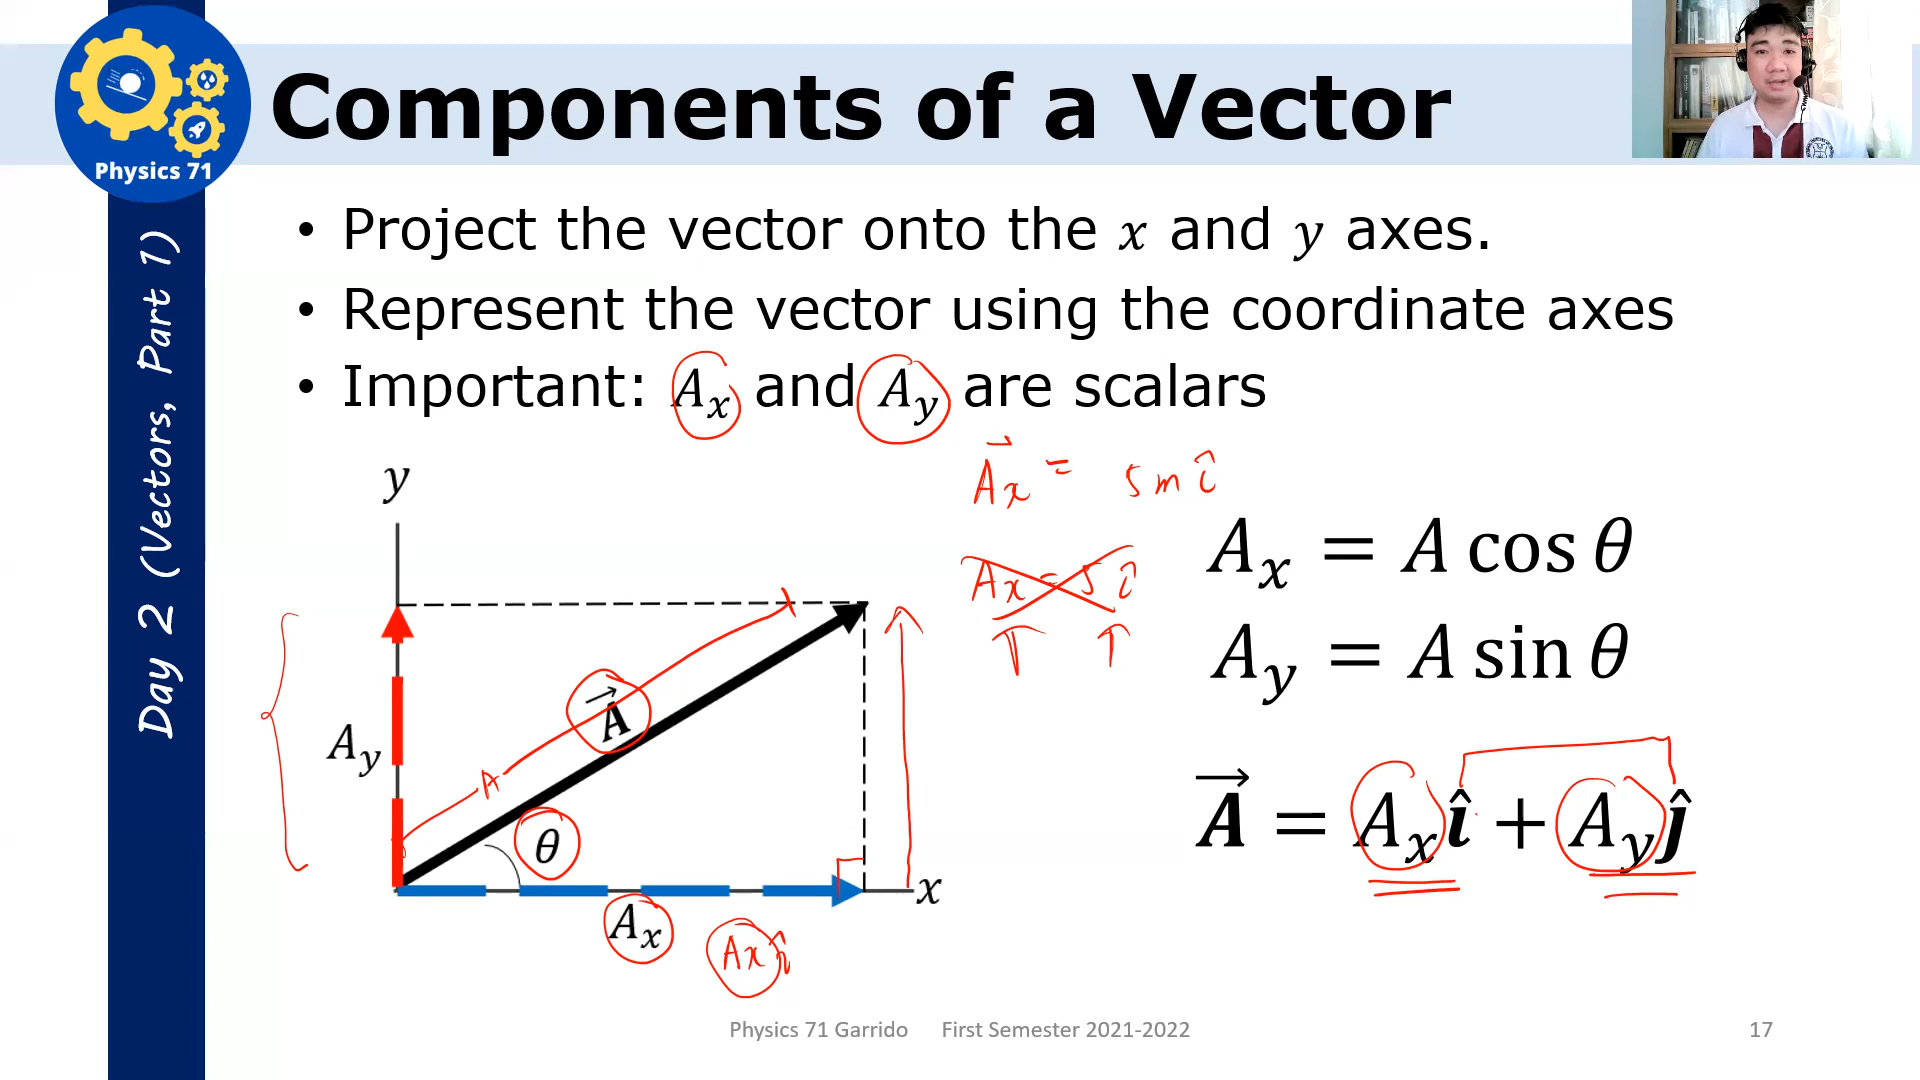 Components of a Vector
Physics 71
Day 2 (Vectors, Part 1)
• Project the vector onto the x and y axes.
• Represent the vector using the coordinate axes
• Important: Aₓ and A_y are scalars
A⃗ₓ = 5 m î
Aₓ = 5 î
y
A⃗
A
A_y
θ
x
Aₓ
Aₓ î
Aₓ = A cos θ
A_y = A sin θ
A⃗ = Aₓ î + A_y ĵ
Physics 71 Garrido First Semester 2021-2022
17